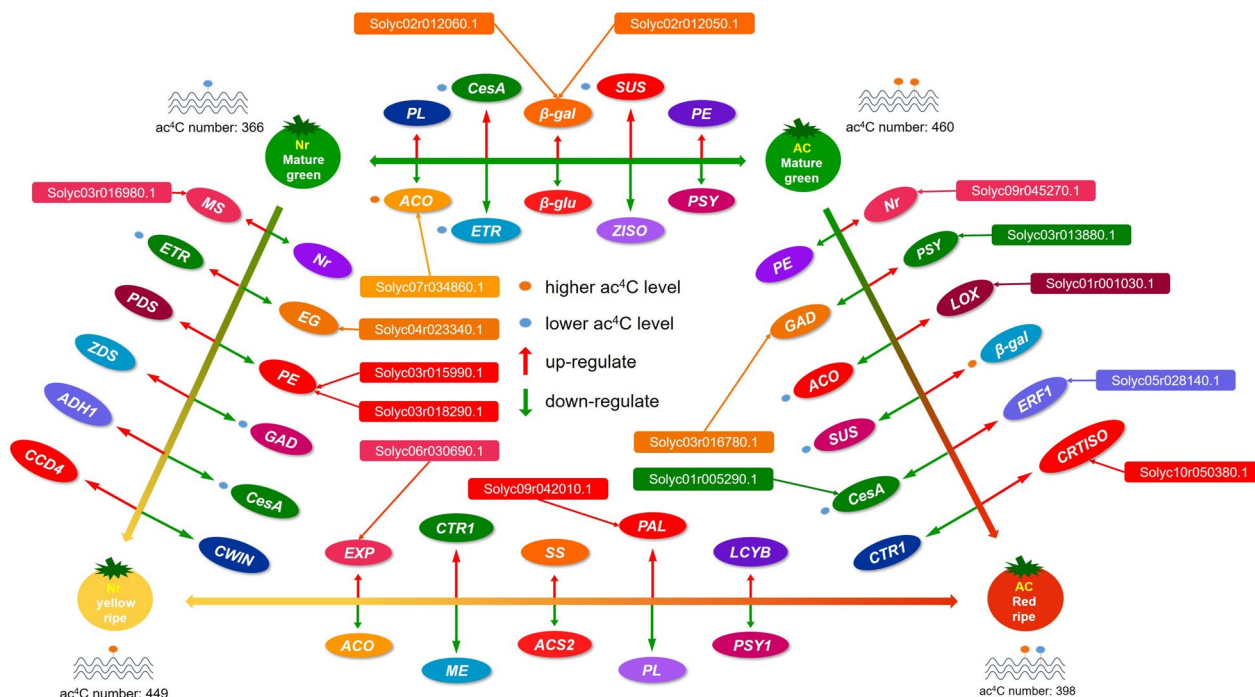 Solyc02r012060.1
Solyc02r012050.1
ac⁴C number: 366
ac⁴C number: 460
PL
CesA
β-gal
SUS
PE
Nr
Mature
green
AC
Mature
green
ACO
ETR
β-glu
ZISO
PSY
Solyc03r016980.1
MS
Nr
ETR
EG
PDS
PE
ZDS
GAD
ADH1
CesA
CCD4
CWIN
Solyc07r034860.1
Solyc04r023340.1
Solyc03r015990.1
Solyc03r018290.1
Solyc06r030690.1
higher ac⁴C level
lower ac⁴C level
up-regulate
down-regulate
Solyc09r045270.1
Nr
PE
Solyc03r013880.1
PSY
GAD
Solyc01r001030.1
LOX
ACO
β-gal
SUS
Solyc05r028140.1
ERF1
CesA
CRTISO
CTR1
Solyc10r050380.1
Solyc03r016780.1
Solyc01r005290.1
Solyc09r042010.1
EXP
CTR1
SS
PAL
LCYB
Nr
yellow
ripe
AC
Red
ripe
ACO
ME
ACS2
PL
PSY1
ac⁴C number: 449
ac⁴C number: 398